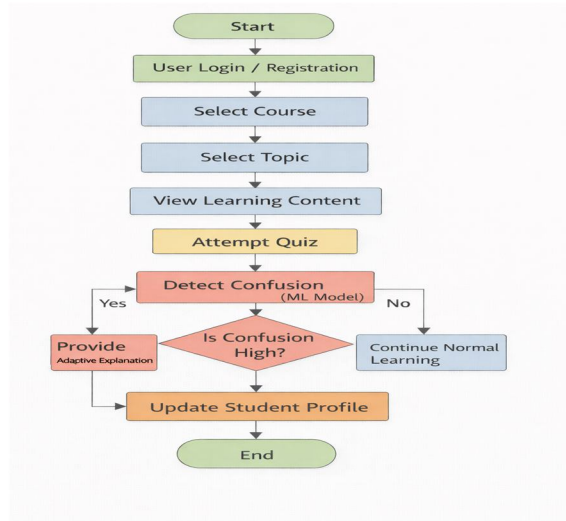 Start
User Login / Registration
Select Course
Select Topic
View Learning Content
Attempt Quiz
Detect Confusion
(ML Model)
Yes
No
Provide
Adaptive Explanation
Is Confusion
High?
Continue Normal
Learning
Update Student Profile
End